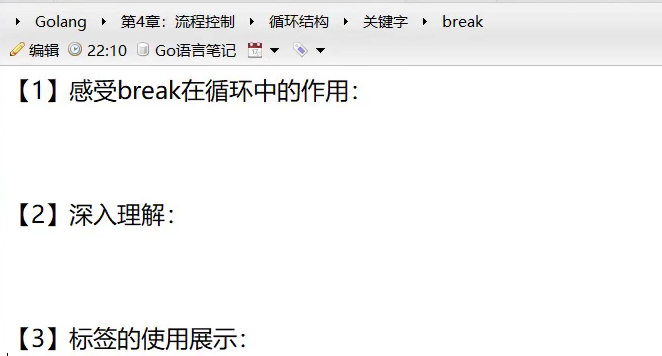 Golang 第4章：流程控制 循环结构 关键字 break
编辑 22:10 Go语言笔记
【1】感受break在循环中的作用：
【2】深入理解：
【3】标签的使用展示：